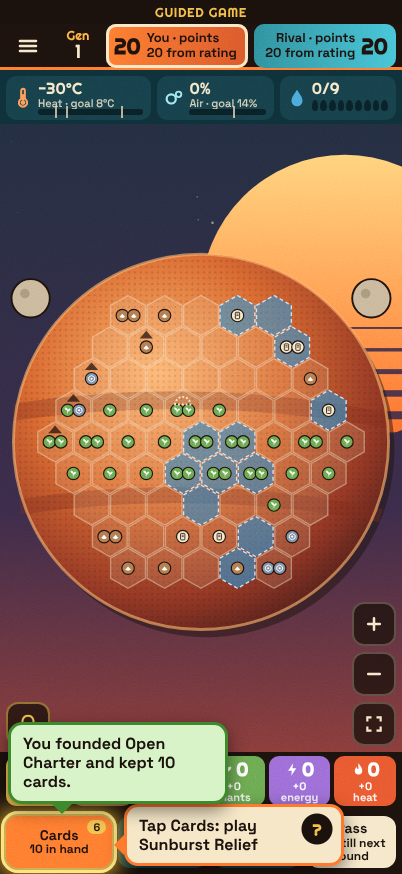 GUIDED GAME
Gen
1
20
You · points
20 from rating
Rival · points
20 from rating
20
-30°C
Heat · goal 8°C
0%
Air · goal 14%
0/9
+
−
You founded Open
Charter and kept 10
cards.
0
ants
0
+0
energy
0
+0
heat
Cards
6
10 in hand
Tap Cards: play
Sunburst Relief
?
ass
till next
ound